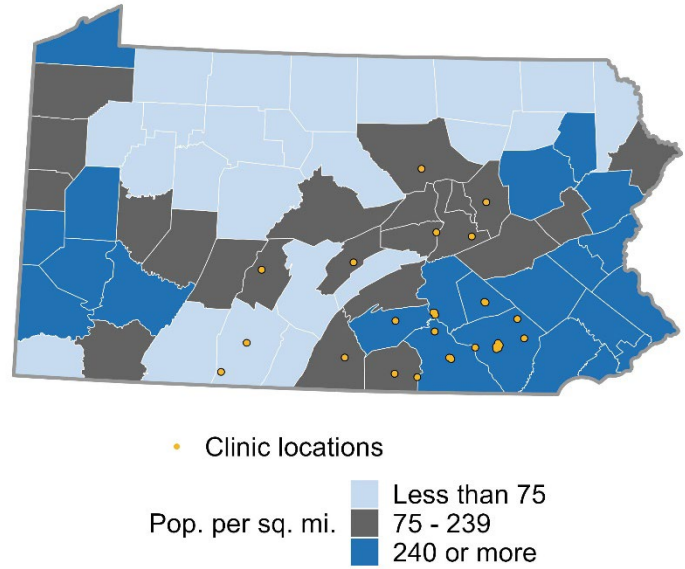 Clinic locations
Pop. per sq. mi.
Less than 75
75 - 239
240 or more